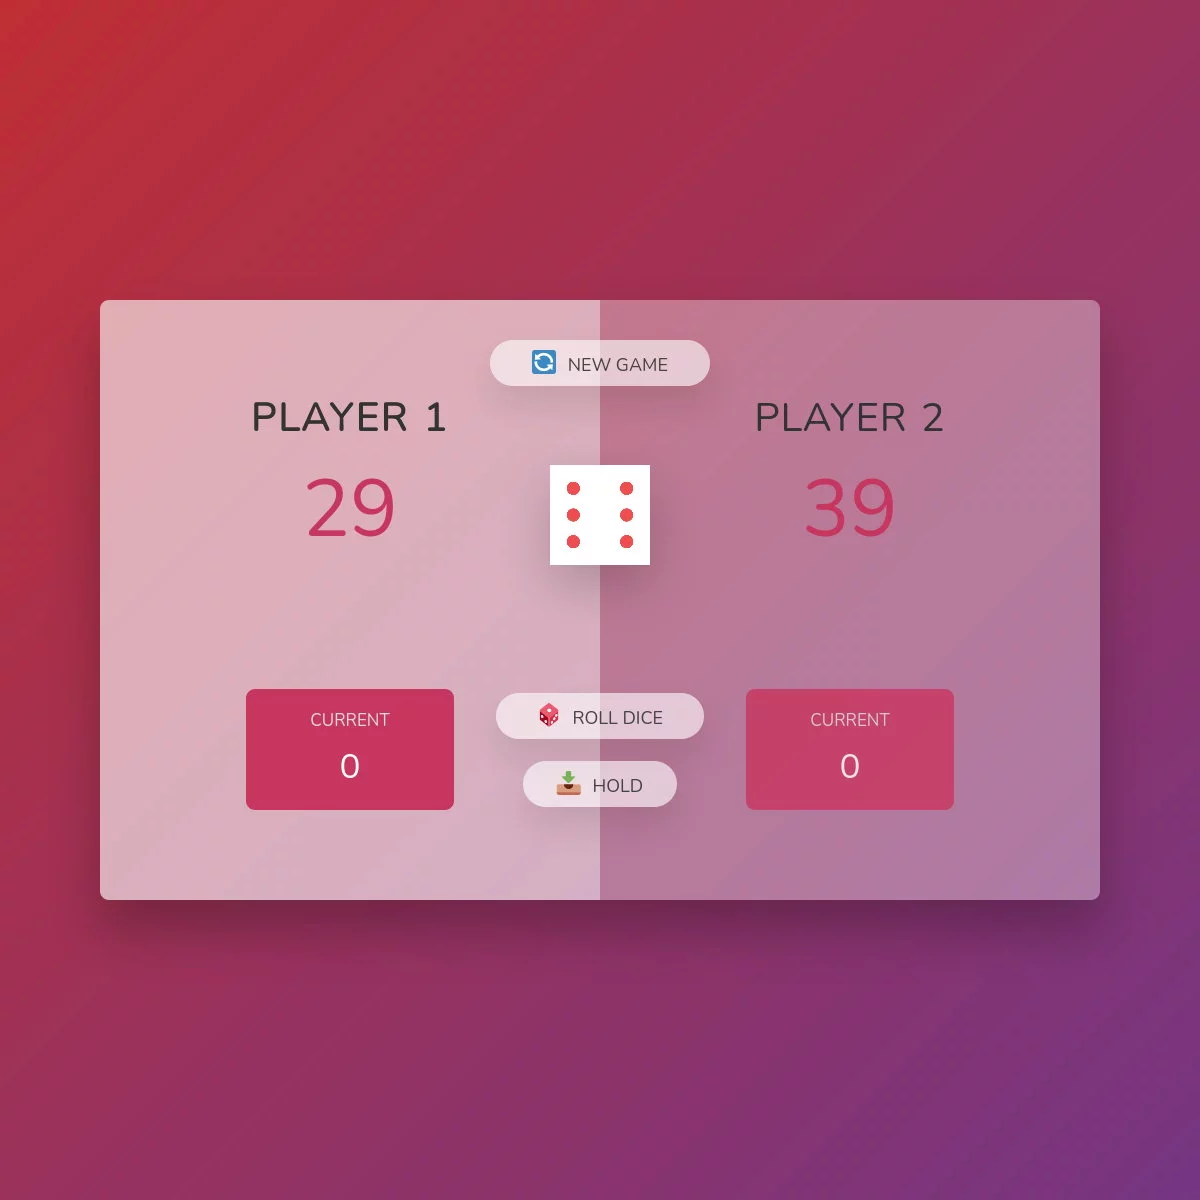 NEW GAME
PLAYER 1
29
CURRENT
0
PLAYER 2
39
CURRENT
0
ROLL DICE
HOLD